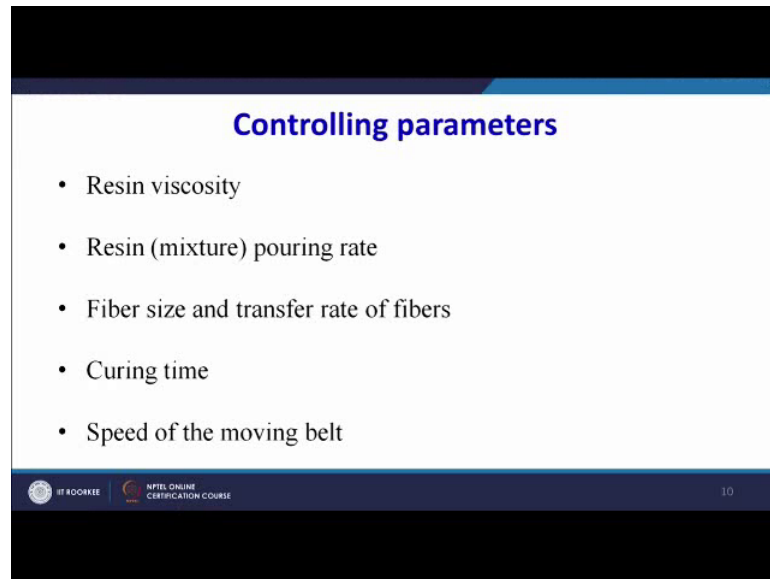 Controlling parameters
• Resin viscosity
• Resin (mixture) pouring rate
• Fiber size and transfer rate of fibers
• Curing time
• Speed of the moving belt
IIT ROORKEE
NPTEL ONLINE
CERTIFICATION COURSE
10